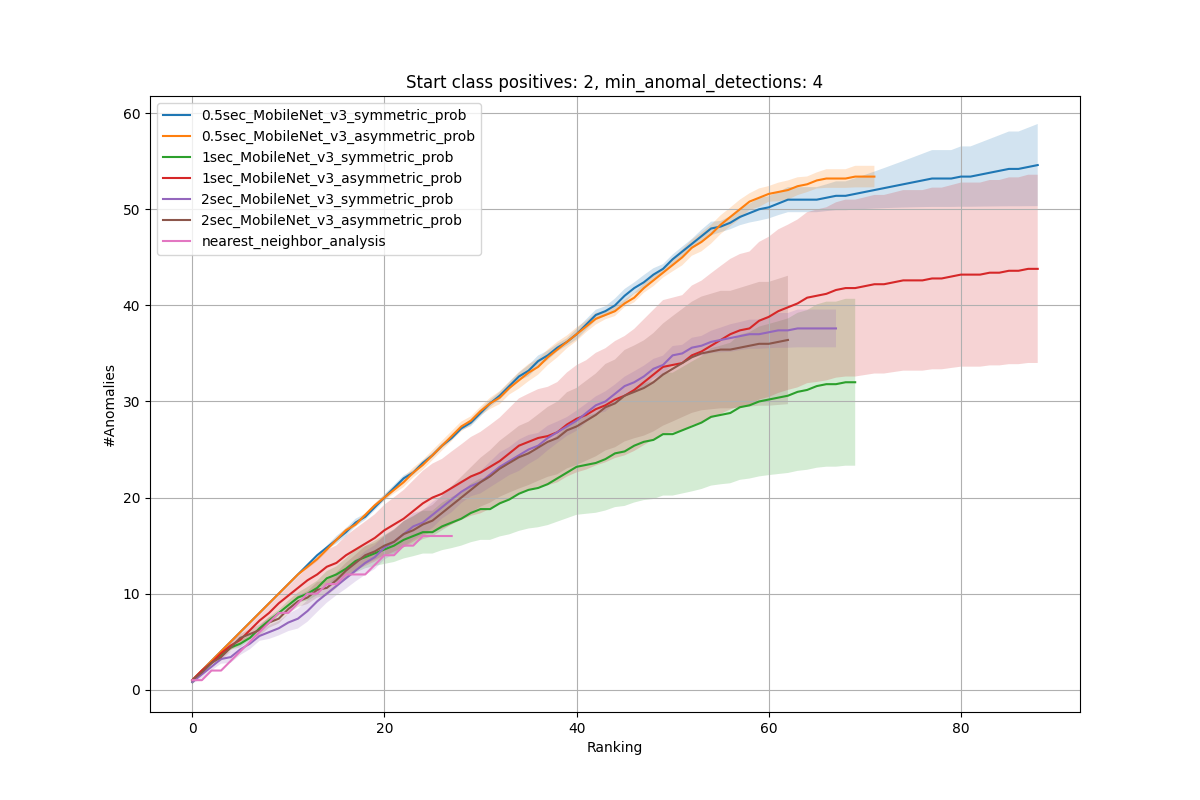 Start class positives: 2, min_anomal_detections: 4
60
50
40
30
20
10
0
#Anomalies
0.5sec_MobileNet_v3_symmetric_prob
0.5sec_MobileNet_v3_asymmetric_prob
1sec_MobileNet_v3_symmetric_prob
1sec_MobileNet_v3_asymmetric_prob
2sec_MobileNet_v3_symmetric_prob
2sec_MobileNet_v3_asymmetric_prob
nearest_neighbor_analysis
0 20 40 60 80
Ranking